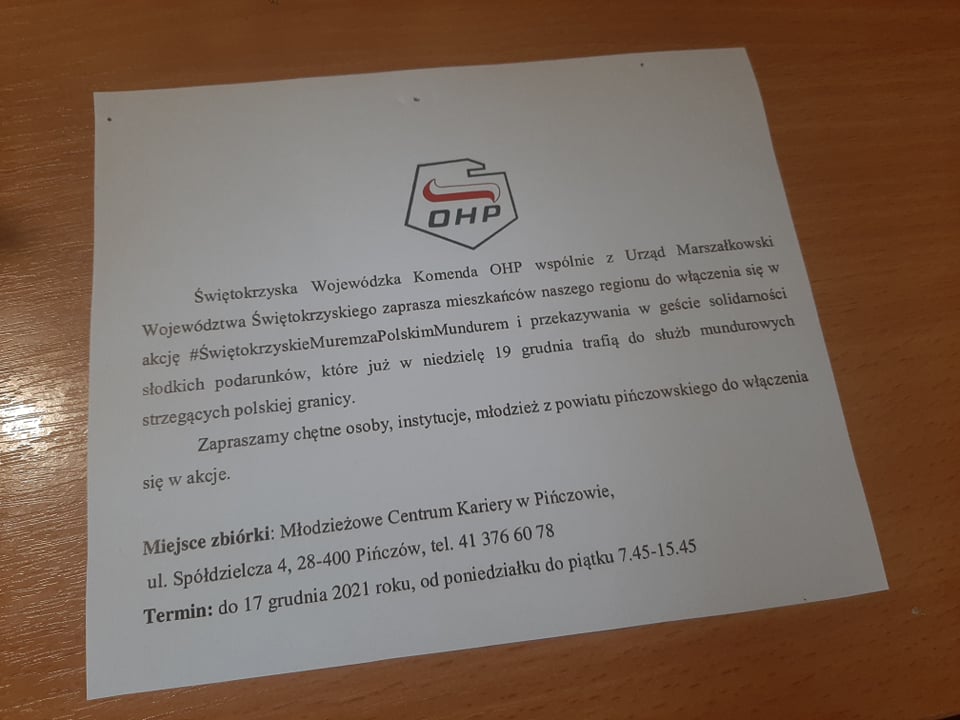 OHP
Świętokrzyska Wojewódzka Komenda OHP wspólnie z Urząd Marszałkowski
Województwa Świętokrzyskiego zaprasza mieszkańców naszego regionu do włączenia się w
akcję #ŚwiętokrzyskieMuremzaPolskimMundurem i przekazywania w geście solidarności
słodkich podarunków, które już w niedzielę 19 grudnia trafią do służb mundurowych
strzegących polskiej granicy.
Zapraszamy chętne osoby, instytucje, młodzież z powiatu pińczowskiego do włączenia
się w akcje.
Miejsce zbiórki: Młodzieżowe Centrum Kariery w Pińczowie,
ul. Spółdzielcza 4, 28-400 Pińczów, tel. 41 376 60 78
Termin: do 17 grudnia 2021 roku, od poniedziałku do piątku 7.45-15.45